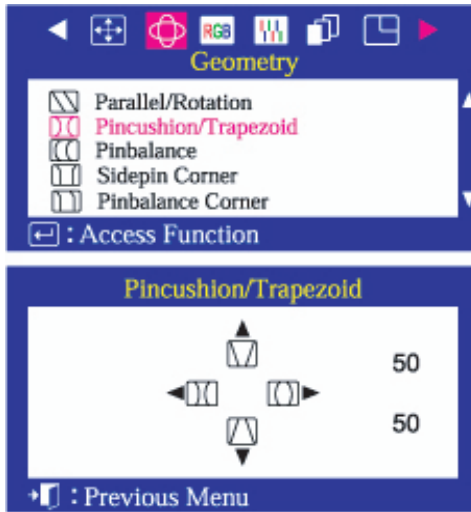 RGB
Geometry
Parallel/Rotation
Pincushion/Trapezoid
Pinbalance
Sidepin Corner
Pinbalance Corner
: Access Function
Pincushion/Trapezoid
50
50
: Previous Menu